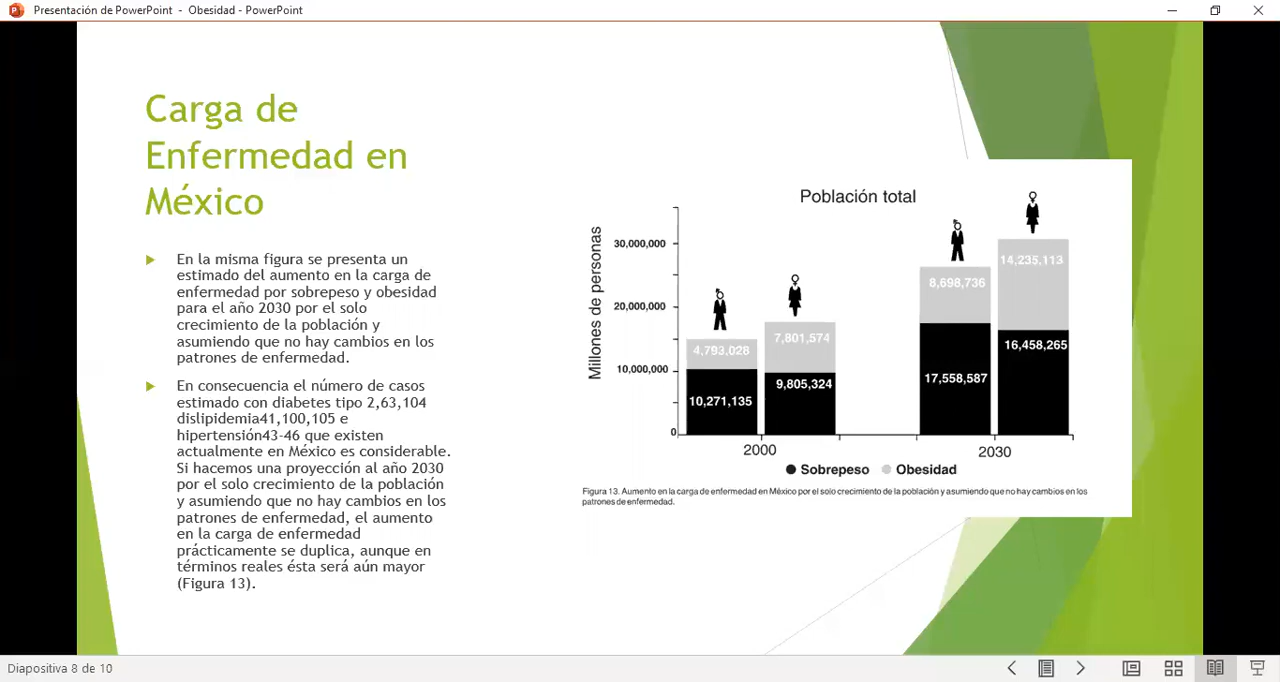 Presentación de PowerPoint - Obesidad - PowerPoint
Carga de
Enfermedad en
México
En la misma figura se presenta un
estimado del aumento en la carga de
enfermedad por sobrepeso y obesidad
para el año 2030 por el solo
crecimiento de la población y
asumiendo que no hay cambios en los
patrones de enfermedad.
En consecuencia el número de casos
estimado con diabetes tipo 2,63,104
dislipidemia41,100,105 e
hipertensión43-46 que existen
actualmente en México es considerable.
Si hacemos una proyección al año 2030
por el solo crecimiento de la población
y asumiendo que no hay cambios en los
patrones de enfermedad, el aumento
en la carga de enfermedad
prácticamente se duplica, aunque en
términos reales ésta será aún mayor
(Figura 13).
Población total
Millones de personas
30,000,000
20,000,000
10,000,000
0
4,793,028
10,271,135
7,801,574
9,805,324
8,698,736
17,558,587
14,235,113
16,458,265
2000
2030
Sobrepeso Obesidad
Figura 13. Aumento en la carga de enfermedad en México por el solo crecimiento de la población y asumiendo que no hay cambios en los
patrones de enfermedad.
Diapositiva 8 de 10